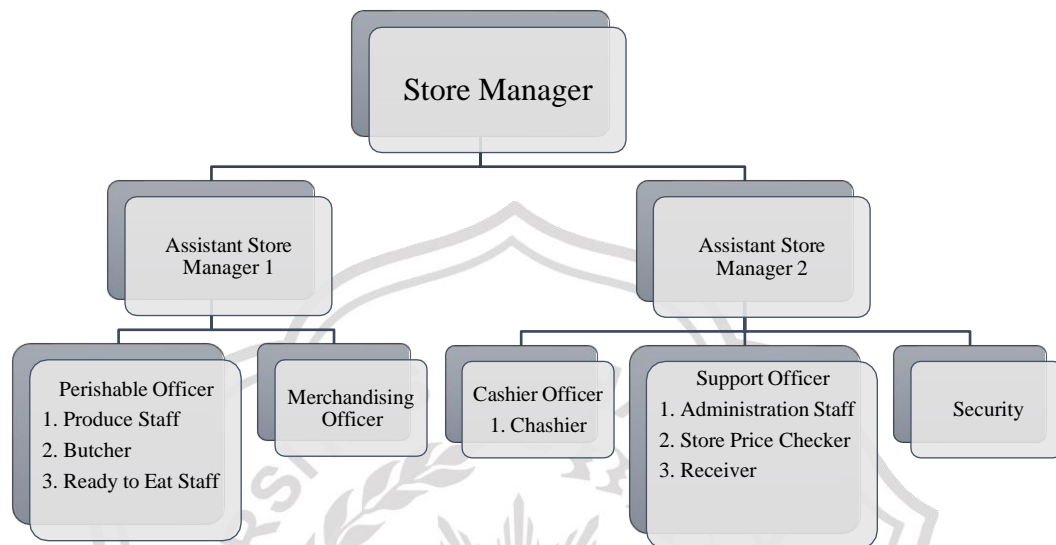 Store Manager
Assistant Store
Manager 1
Assistant Store
Manager 2
Perishable Officer
1. Produce Staff
2. Butcher
3. Ready to Eat Staff
Merchandising
Officer
Cashier Officer
1. Chashier
Support Officer
1. Administration Staff
2. Store Price Checker
3. Receiver
Security